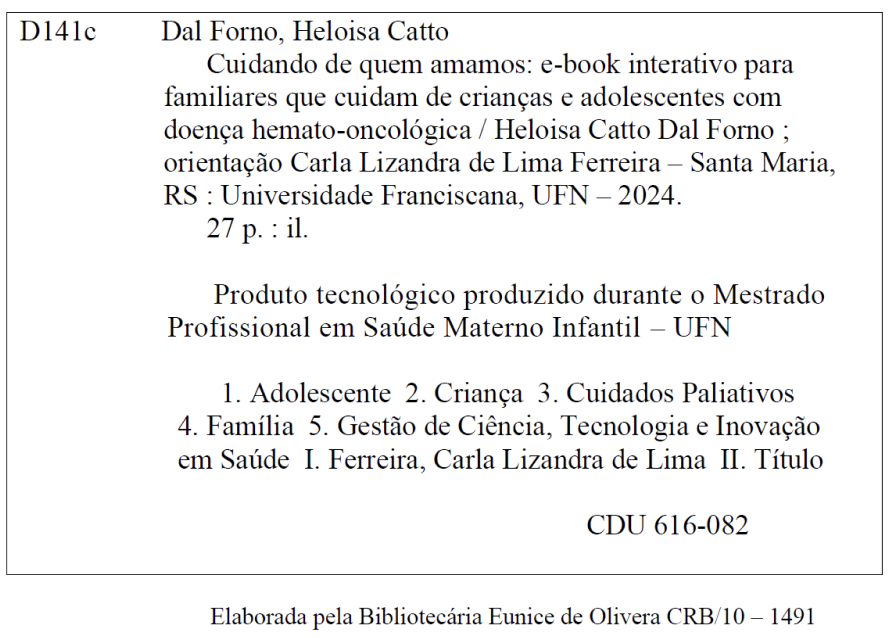 D141c Dal Forno, Heloisa Catto
Cuidando de quem amamos: e-book interativo para
familiares que cuidam de crianças e adolescentes com
doença hemato-oncológica / Heloisa Catto Dal Forno ;
orientação Carla Lizandra de Lima Ferreira – Santa Maria,
RS : Universidade Franciscana, UFN – 2024.
27 p. : il.
Produto tecnológico produzido durante o Mestrado
Profissional em Saúde Materno Infantil – UFN
1. Adolescente 2. Criança 3. Cuidados Paliativos
4. Família 5. Gestão de Ciência, Tecnologia e Inovação
em Saúde I. Ferreira, Carla Lizandra de Lima II. Título
CDU 616-082
Elaborada pela Bibliotecária Eunice de Olivera CRB/10 – 1491